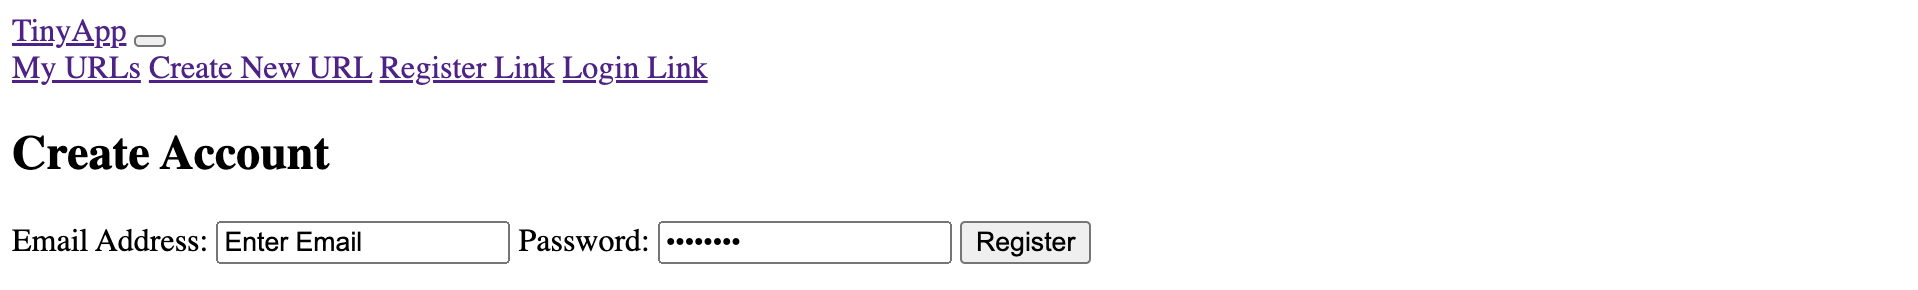 TinyApp
My URLs Create New URL Register Link Login Link
Create Account
Email Address: Enter Email Password: •••••••• Register